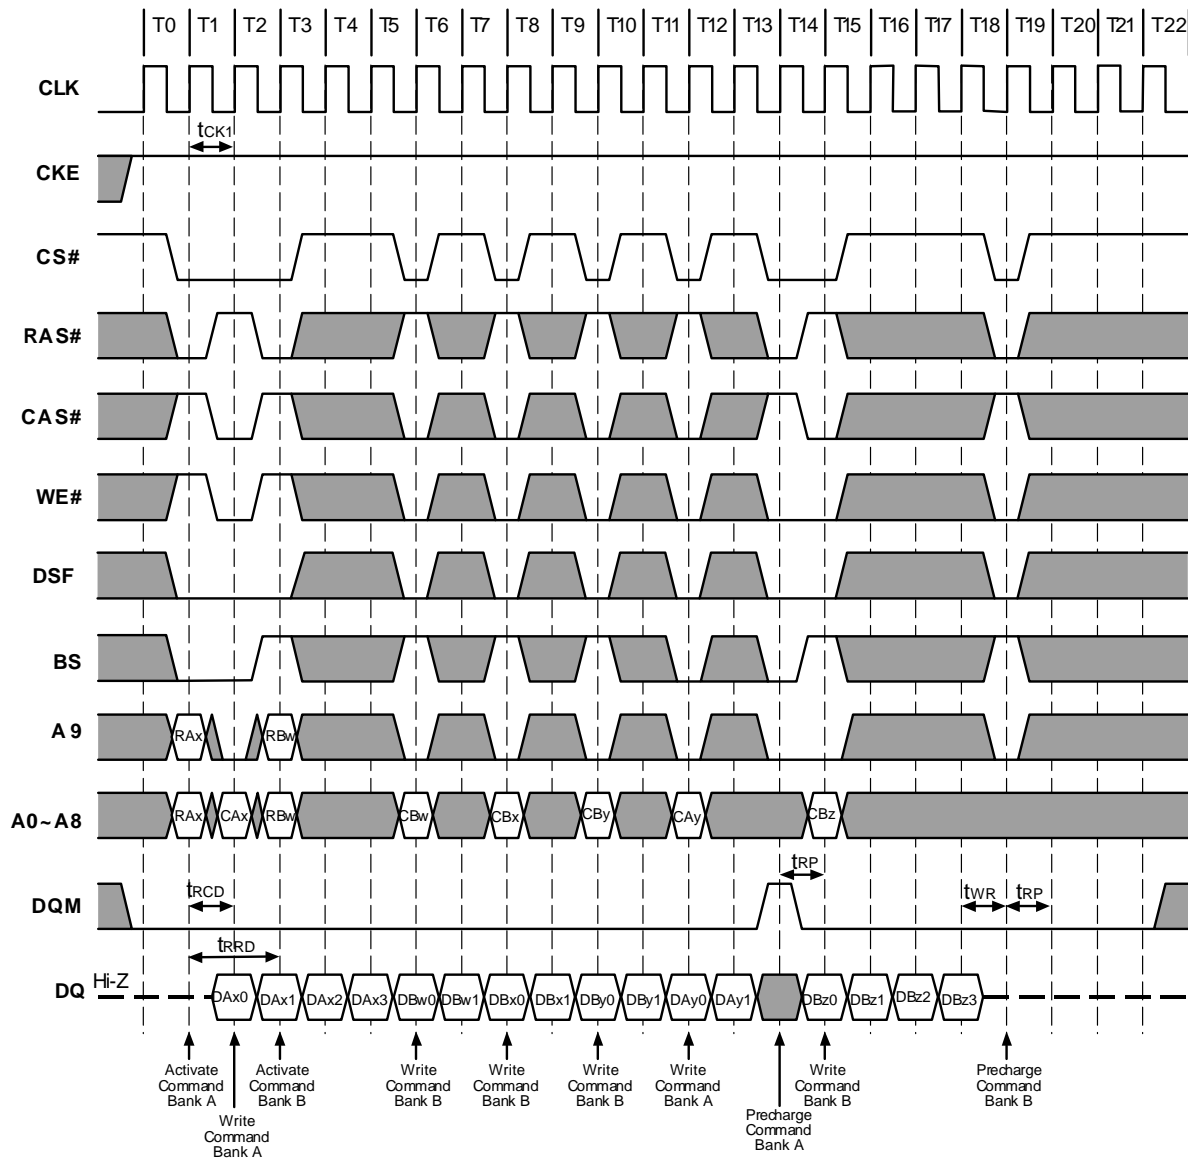 T0 T1 T2 T3 T4 T5 T6 T7 T8 T9 T10 T11 T12 T13 T14 T15 T16 T17 T18 T19 T20 T21 T22
CLK
tCK1
CKE
CS#
RAS#
CAS#
WE#
DSF
BS
A9 RAx RBw
A0~A8 RAx CAx RBw CBw CBx CBy CAy CBz
tRP
DQM tRCD tWR tRP
tRRD
DQ Hi-Z DAx0 DAx1 DAx2 DAx3 DBw0 DBw1 DBx0 DBx1 DBy0 DBy1 DAy0 DAy1 DBz0 DBz1 DBz2 DBz3
Activate
Command
Bank A
Write
Command
Bank A
Activate
Command
Bank B
Write
Command
Bank B
Write
Command
Bank B
Write
Command
Bank B
Write
Command
Bank A
Precharge
Command
Bank A
Write
Command
Bank B
Precharge
Command
Bank B